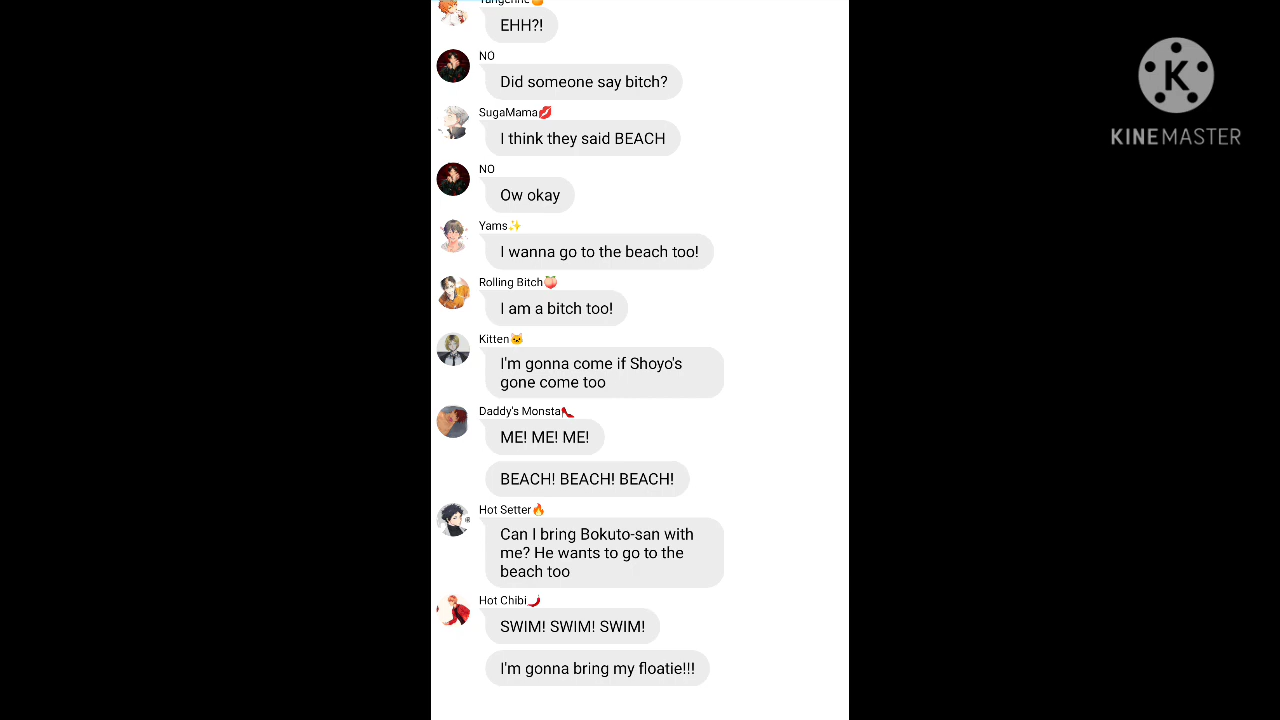 Tangerine🍊
EHH?!
NO
Did someone say bitch?
SugaMama💋
I think they said BEACH
NO
Ow okay
Yams✨
I wanna go to the beach too!
Rolling Bitch🍑
I am a bitch too!
Kitten🐱
I'm gonna come if Shoyo's
gone come too
Daddy's Monsta👠
ME! ME! ME!
BEACH! BEACH! BEACH!
Hot Setter🔥
Can I bring Bokuto-san with
me? He wants to go to the
beach too
Hot Chibi🌶️
SWIM! SWIM! SWIM!
I'm gonna bring my floatie!!!
K
KINEMASTER